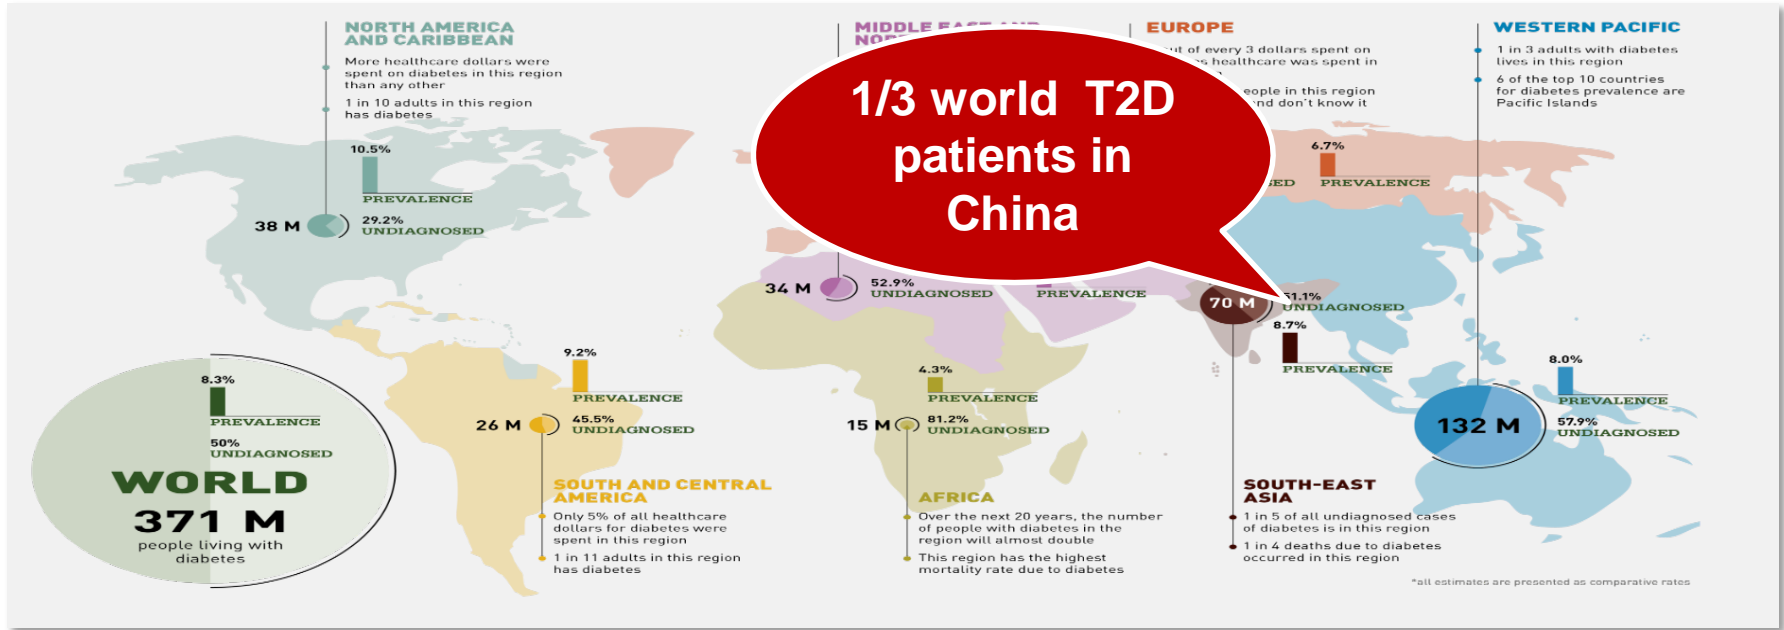 NORTH AMERICA
AND CARIBBEAN
More healthcare dollars were
spent on diabetes in this region
than any other
1 in 10 adults in this region
has diabetes
10.5%
PREVALENCE
38 M
29.2%
UNDIAGNOSED
MIDDLE EAST AND
34 M
52.9%
UNDIAGNOSED
PREVALENCE
1/3 world T2D
patients in
China
EUROPE
of every 3 dollars spent on
healthcare was spent in
in this region
and don't know it
6.7%
PREVALENCE
WESTERN PACIFIC
1 in 3 adults with diabetes
lives in this region
6 of the top 10 countries
for diabetes prevalence are
Pacific Islands
8.0%
PREVALENCE
132 M
57.9%
UNDIAGNOSED
70 M
51.1%
UNDIAGNOSED
8.7%
PREVALENCE
8.3%
PREVALENCE
50%
UNDIAGNOSED
WORLD
371 M
people living with
diabetes
9.2%
PREVALENCE
26 M
45.5%
UNDIAGNOSED
SOUTH AND CENTRAL
AMERICA
Only 5% of all healthcare
dollars for diabetes were
spent in this region
1 in 11 adults in this region
has diabetes
4.3%
PREVALENCE
15 M
81.2%
UNDIAGNOSED
AFRICA
Over the next 20 years, the number
of people with diabetes in the
region will almost double
This region has the highest
mortality rate due to diabetes
SOUTH-EAST
ASIA
1 in 5 of all undiagnosed cases
of diabetes is in this region
1 in 4 deaths due to diabetes
occurred in this region
*all estimates are presented as comparative rates